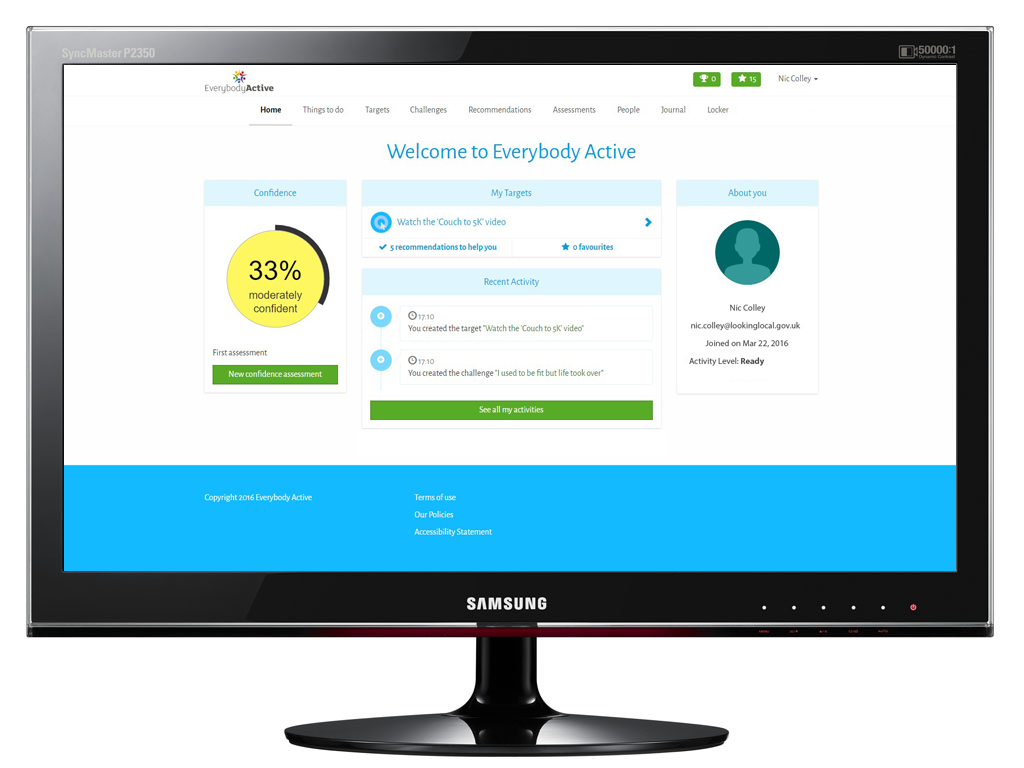 SyncMaster P2350
50000:1
Dynamic Contrast
EverybodyActive
0
15
Nic Colley
Home
Things to do
Targets
Challenges
Recommendations
Assessments
People
Journal
Locker
Welcome to Everybody Active
Confidence
33%
moderately
confident
First assessment
New confidence assessment
My Targets
Watch the 'Couch to 5K' video
5 recommendations to help you
0 favourites
Recent Activity
17:10
You created the target "Watch the 'Couch to 5K' video"
17:10
You created the challenge "I used to be fit but life took over"
See all my activities
About you
Nic Colley
nic.colley@lookinglocal.gov.uk
Joined on Mar 22, 2016
Activity Level: Ready
Copyright 2016 Everybody Active
Terms of use
Our Policies
Accessibility Statement
SAMSUNG